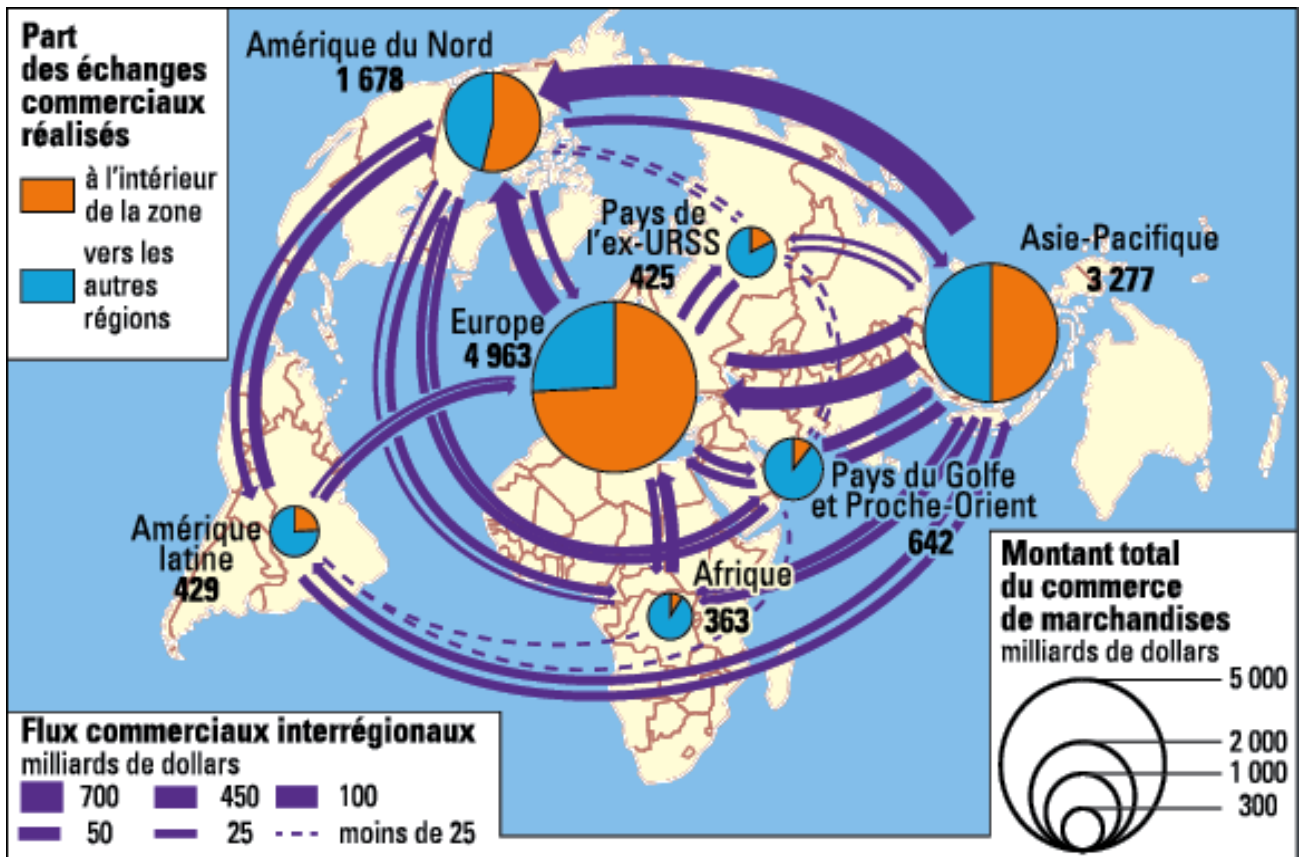 Part
des échanges
commerciaux
réalisés
à l'intérieur
de la zone
vers les
autres
régions
Amérique du Nord
1 678
Pays de
l'ex-URSS
425
Asie-Pacifique
3 277
Europe
4 963
Pays du Golfe
et Proche-Orient
642
Amérique
latine
429
Afrique
363
Flux commerciaux interrégionaux
milliards de dollars
700 450 100
50 25 moins de 25
Montant total
du commerce
de marchandises
milliards de dollars
5 000
2 000
1 000
300